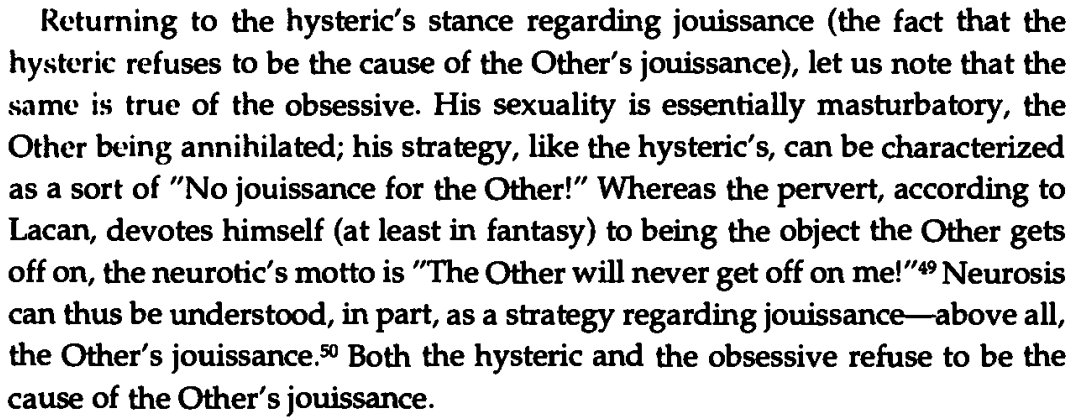 Returning to the hysteric's stance regarding jouissance (the fact that the
hysteric refuses to be the cause of the Other's jouissance), let us note that the
same is true of the obsessive. His sexuality is essentially masturbatory, the
Other being annihilated; his strategy, like the hysteric's, can be characterized
as a sort of "No jouissance for the Other!" Whereas the pervert, according to
Lacan, devotes himself (at least in fantasy) to being the object the Other gets
off on, the neurotic's motto is "The Other will never get off on me!"⁴⁹ Neurosis
can thus be understood, in part, as a strategy regarding jouissance—above all,
the Other's jouissance.⁵⁰ Both the hysteric and the obsessive refuse to be the
cause of the Other's jouissance.